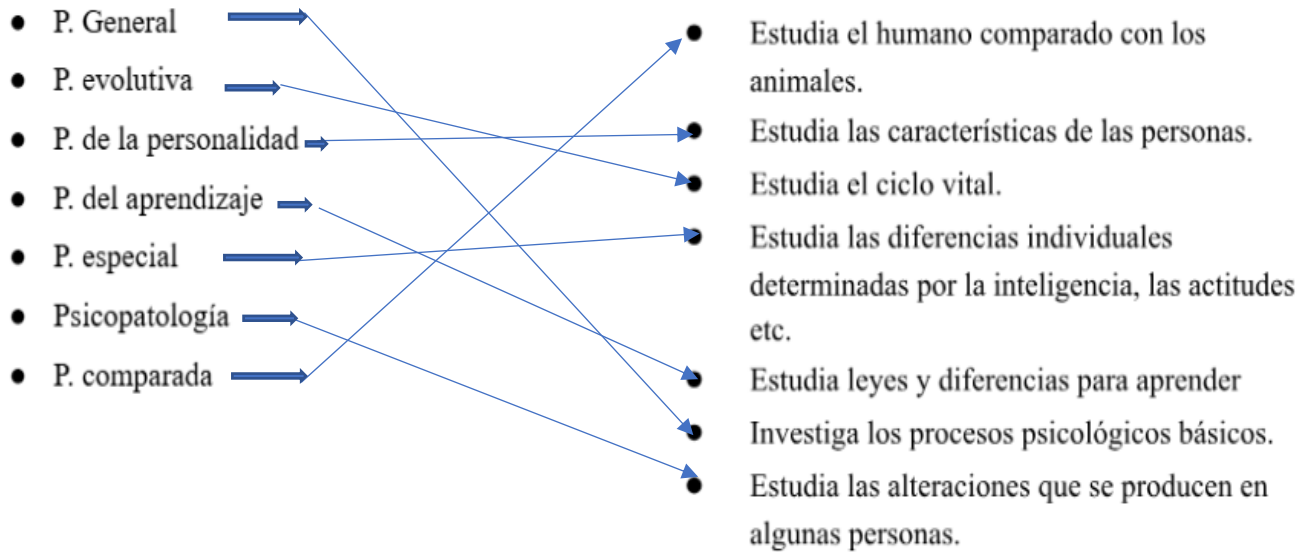 • P. General
• P. evolutiva
• P. de la personalidad
• P. del aprendizaje
• P. especial
• Psicopatología
• P. comparada
• Estudia el humano comparado con los
animales.
• Estudia las características de las personas.
• Estudia el ciclo vital.
• Estudia las diferencias individuales
determinadas por la inteligencia, las actitudes
etc.
• Estudia leyes y diferencias para aprender
• Investiga los procesos psicológicos básicos.
• Estudia las alteraciones que se producen en
algunas personas.